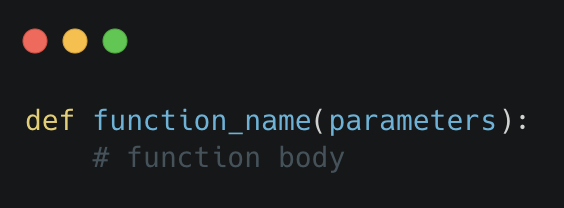 def function_name(parameters):
    # function body